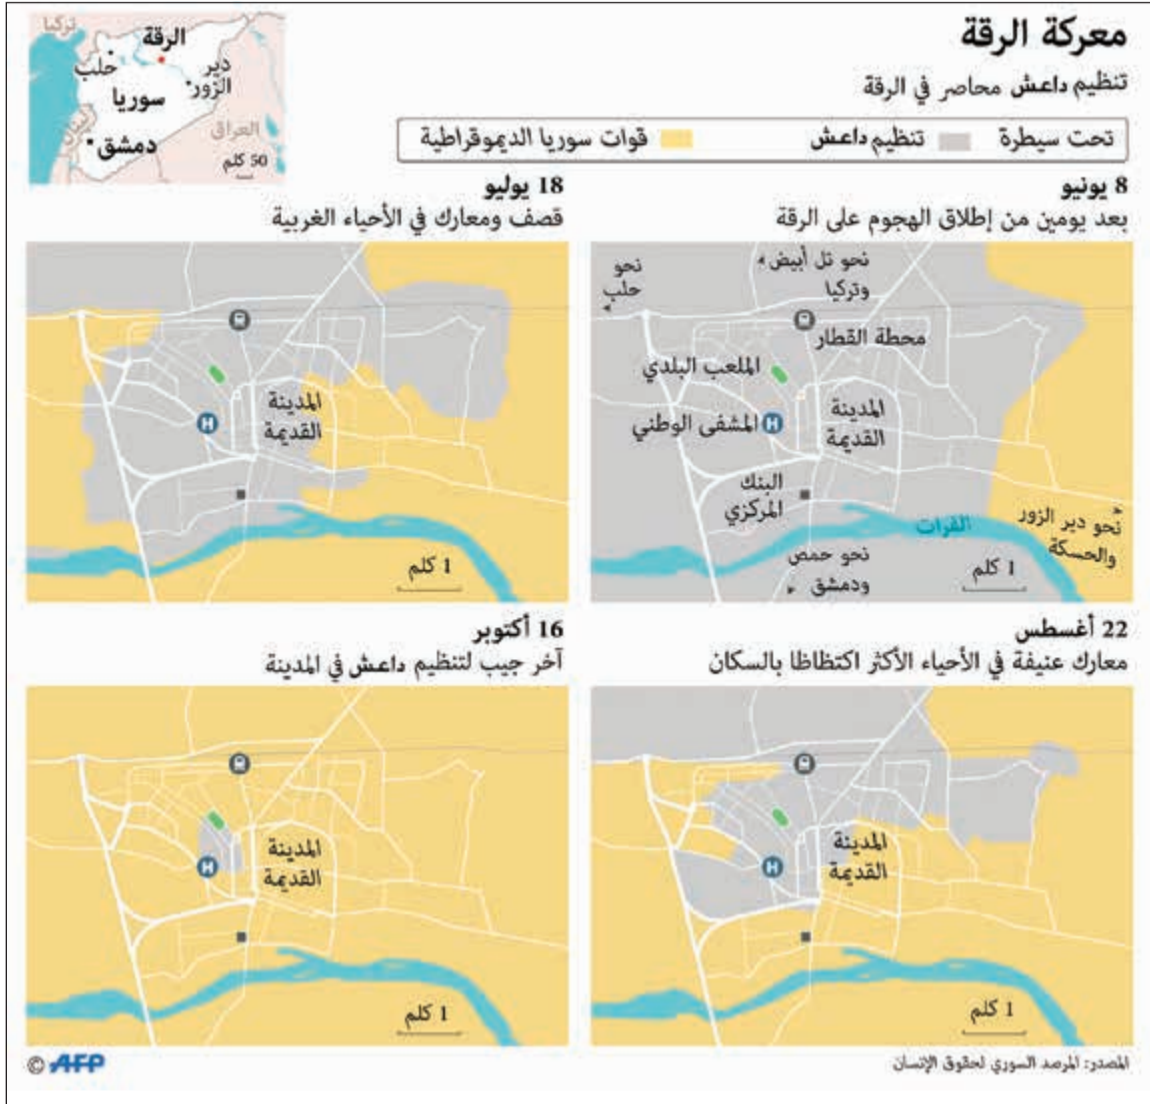 معركة الرقة
تنظيم داعش محاصر في الرقة
تحت سيطرة تنظيم داعش قوات سوريا الديموقراطية
تركيا
الرقة
حلب
دير
الزور
سوريا
لبنان
العراق
دمشق
50 كلم
8 يونيو
بعد يومين من إطلاق الهجوم على الرقة
نحو تل أبيض
وتركيا
نحو
حلب
محطة القطار
الملعب البلدي
المدينة
القديمة
المشفى الوطني
H
البنك
المركزي
الفرات
نحو دير الزور
والحسكة
نحو حمص
ودمشق
1 كلم
18 يوليو
قصف ومعارك في الأحياء الغربية
المدينة
القديمة
H
1 كلم
22 أغسطس
معارك عنيفة في الأحياء الأكثر اكتظاظا بالسكان
المدينة
القديمة
H
1 كلم
16 أكتوبر
آخر جيب لتنظيم داعش في المدينة
المدينة
القديمة
H
1 كلم
المصدر: المرصد السوري لحقوق الإنسان
© AFP